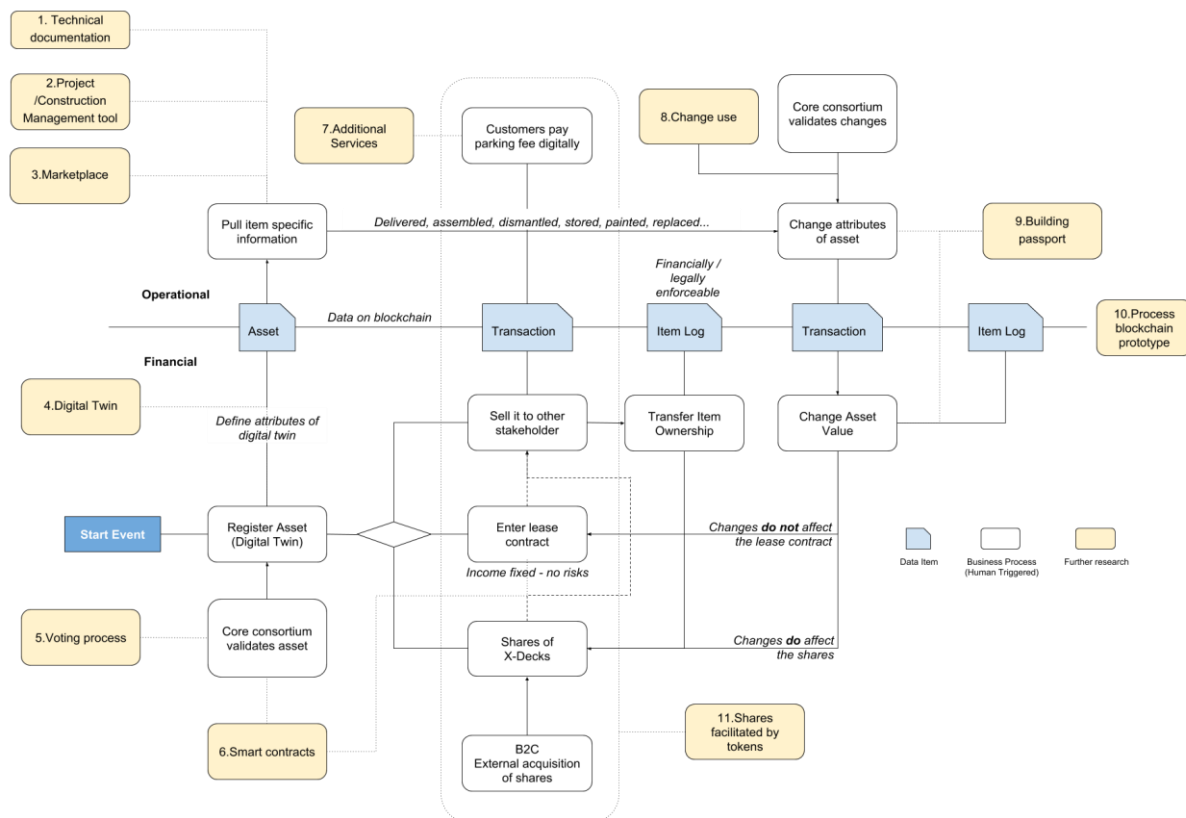 1. Technical
documentation
2.Project
/Construction
Management tool
3.Marketplace
7.Additional
Services
Customers pay
parking fee digitally
8.Change use
Core consortium
validates changes
Pull item specific
information
Delivered, assembled, dismantled, stored, painted, replaced...
Change attributes
of asset
9.Building
passport
Operational
Financially /
legally
enforceable
Asset
Data on blockchain
Transaction
Item Log
Transaction
Item Log
10.Process
blockchain
prototype
Financial
4.Digital Twin
Define attributes of
digital twin
Sell it to other
stakeholder
Transfer Item
Ownership
Change Asset
Value
Start Event
Register Asset
(Digital Twin)
Enter lease
contract
Income fixed - no risks
Changes do not affect
the lease contract
Data Item
Business Process
(Human Triggered)
Further research
5.Voting process
Core consortium
validates asset
Shares of
X-Decks
Changes do affect
the shares
6.Smart contracts
B2C
External acquisition
of shares
11.Shares
facilitated by
tokens